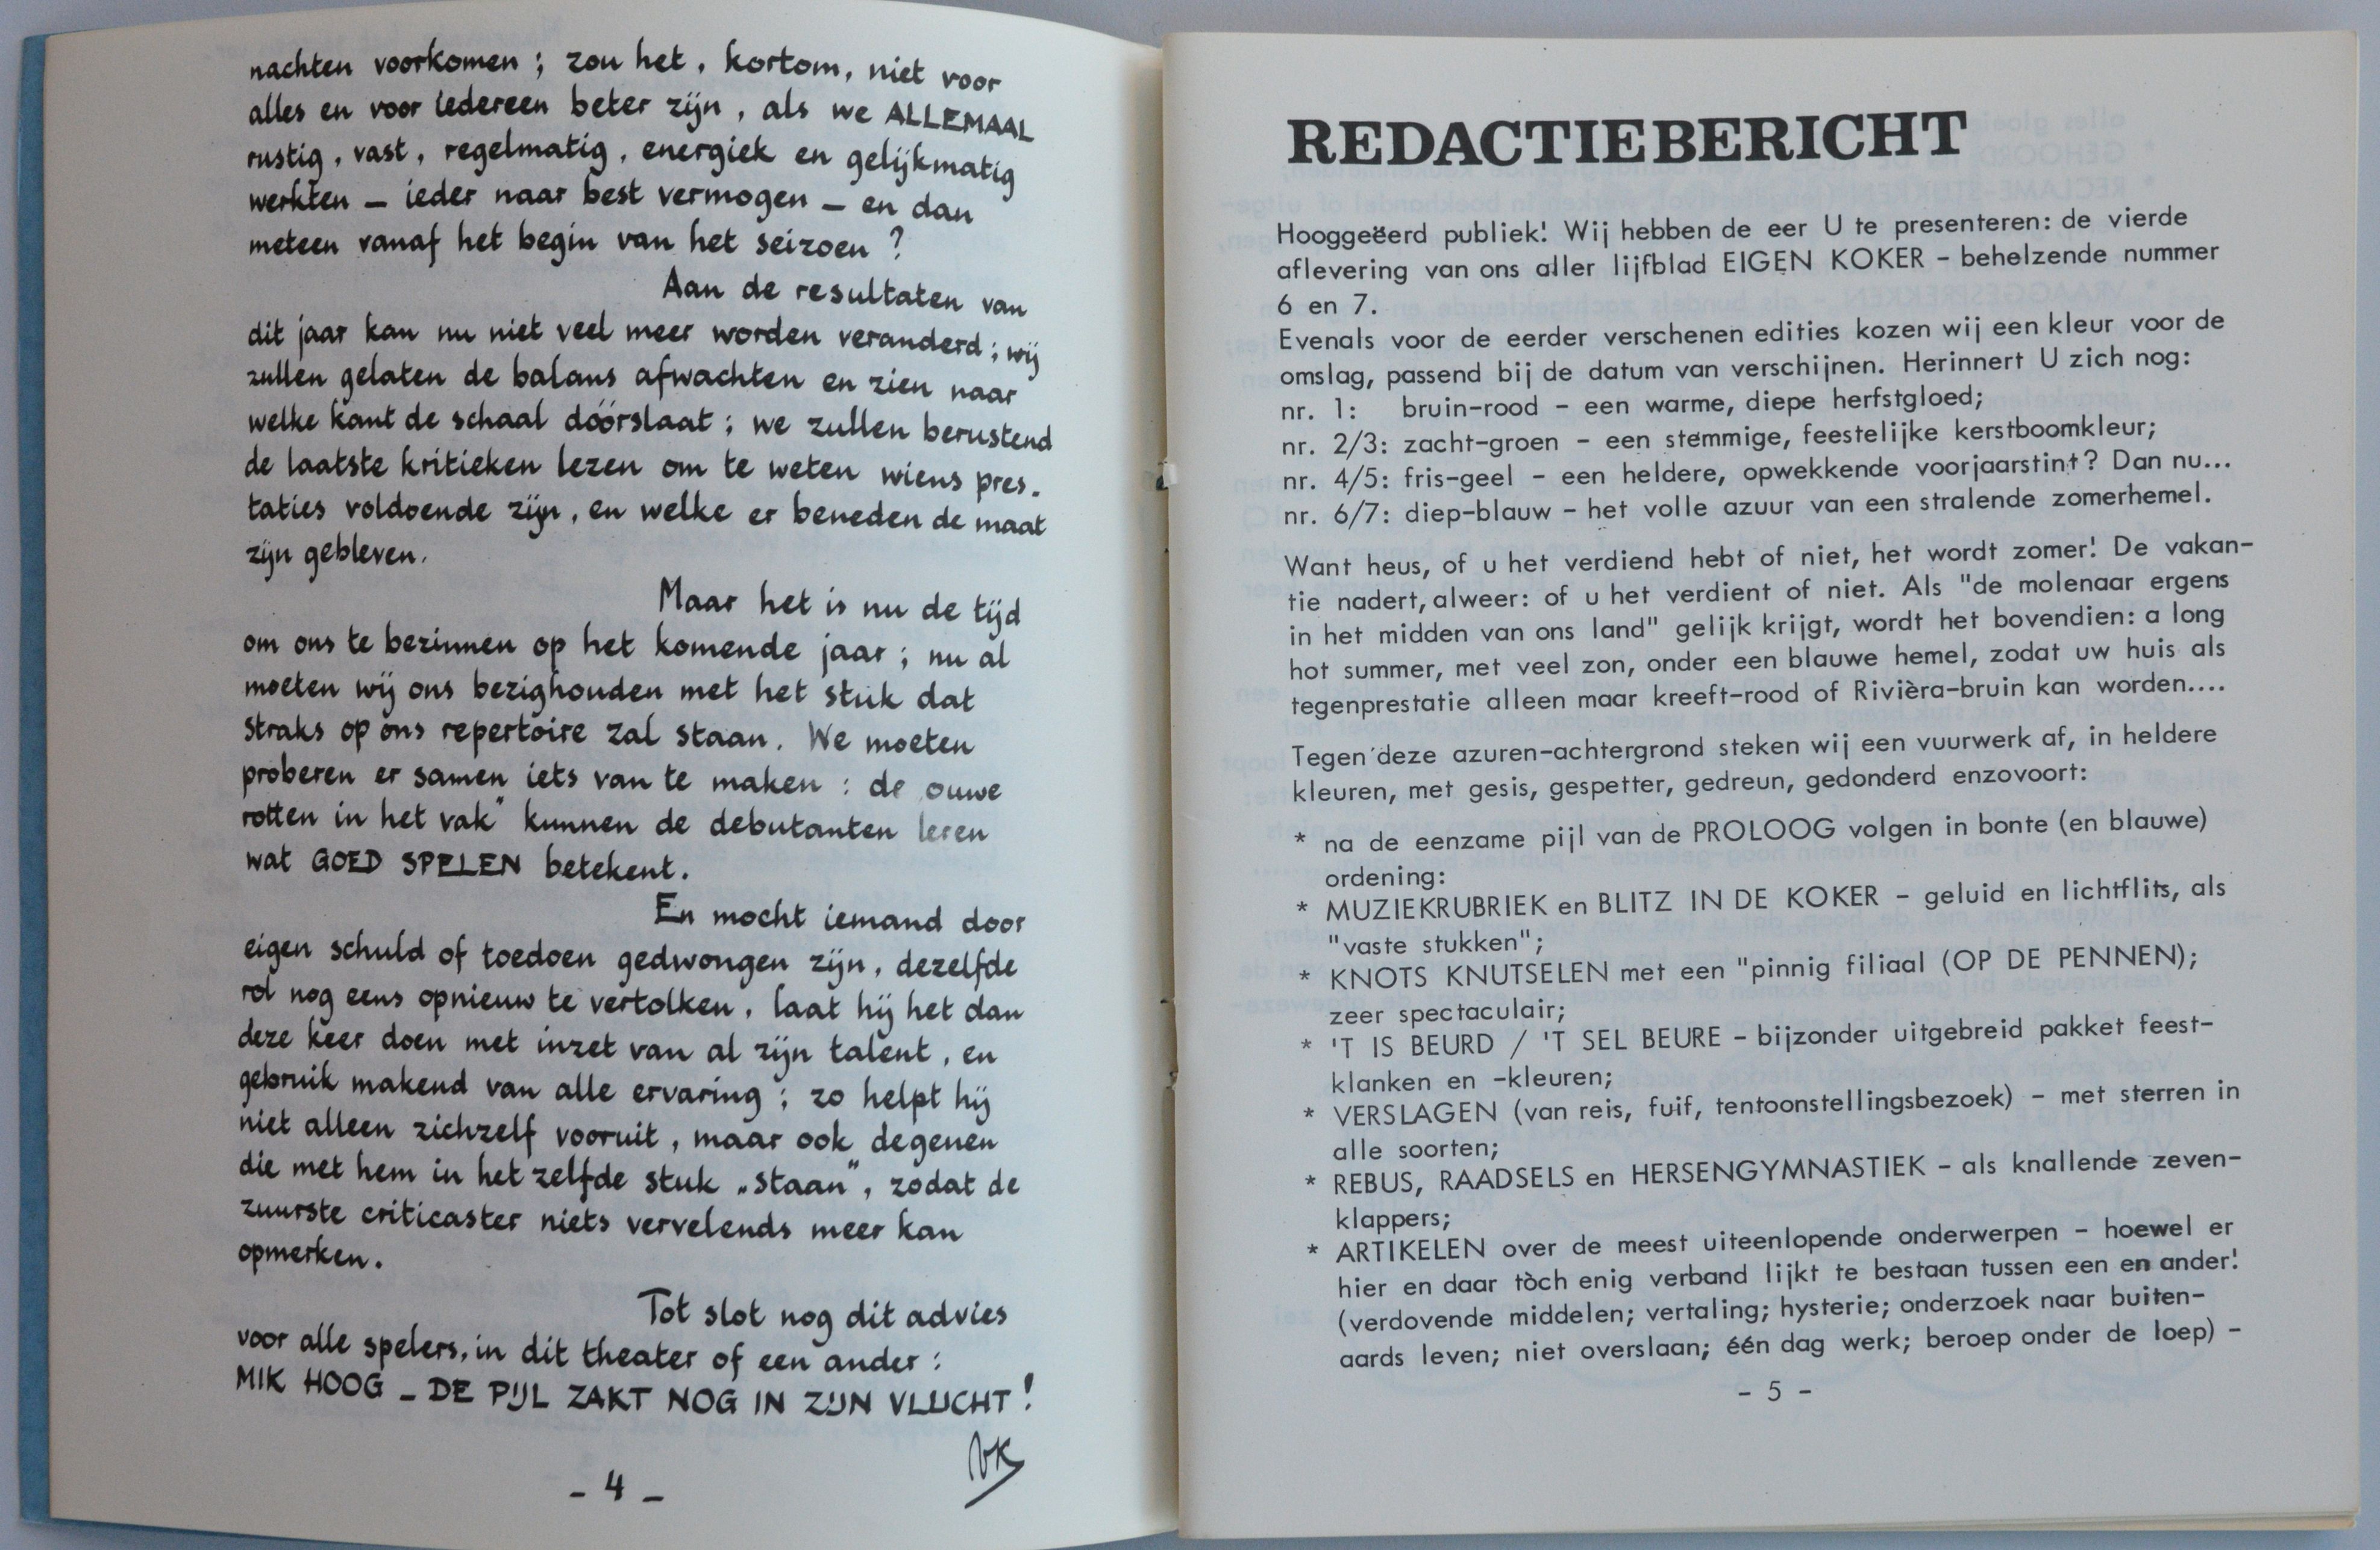 nachten voorkomen ; zou het, kortom, niet voor
alles en voor iedereen beter zijn, als we ALLEMAAL
rustig, vast, regelmatig, energiek en gelijkmatig
werkten – ieder naar best vermogen – en dan
meteen vanaf het begin van het seizoen ?
Aan de resultaten van
dit jaar kan nu niet veel meer worden veranderd ; wij
zullen gelaten de balans afwachten en zien naar
welke kant de schaal dóórslaat ; we zullen berustend
de laatste kritieken lezen om te weten wiens pres-
taties voldoende zijn, en welke er beneden de maat
zijn gebleven.
Maar het is nu de tijd
om ons te bezinnen op het komende jaar ; nu al
moeten wij ons bezighouden met het stuk dat
straks op ons repertoire zal staan. We moeten
proberen er samen iets van te maken : de ouwe
rotten in het vak" kunnen de debutanten leren
wat GOED SPELEN betekent.
En mocht iemand door
eigen schuld of toedoen gedwongen zijn, dezelfde
rol nog eens opnieuw te vertolken, laat hij het dan
deze keer doen met inzet van al zijn talent, en
gebruik makend van alle ervaring ; zo helpt hij
niet alleen zichzelf vooruit, maar ook degenen
die met hem in het zelfde stuk „staan", zodat de
zuurste criticaster niets vervelends meer kan
opmerken.
Tot slot nog dit advies
voor alle spelers, in dit theater of een ander :
MIK HOOG – DE PIJL ZAKT NOG IN ZIJN VLUCHT !
VK
– 4 –
REDACTIEBERICHT
Hooggeëerd publiek! Wij hebben de eer U te presenteren: de vierde
aflevering van ons aller lijfblad EIGEN KOKER – behelzende nummer
6 en 7.
Evenals voor de eerder verschenen edities kozen wij een kleur voor de
omslag, passend bij de datum van verschijnen. Herinnert U zich nog:
nr. 1: bruin-rood – een warme, diepe herfstgloed;
nr. 2/3: zacht-groen – een stemmige, feestelijke kerstboomkleur;
nr. 4/5: fris-geel – een heldere, opwekkende voorjaarstint? Dan nu...
nr. 6/7: diep-blauw – het volle azuur van een stralende zomerhemel.
Want heus, of u het verdiend hebt of niet, het wordt zomer! De vakan-
tie nadert, alweer: of u het verdient of niet. Als "de molenaar ergens
in het midden van ons land" gelijk krijgt, wordt het bovendien: a long
hot summer, met veel zon, onder een blauwe hemel, zodat uw huis als
tegenprestatie alleen maar kreeft-rood of Rivièra-bruin kan worden....
Tegen deze azuren-achtergrond steken wij een vuurwerk af, in heldere
kleuren, met gesis, gespetter, gedreun, gedonderd enzovoort:
* na de eenzame pijl van de PROLOOG volgen in bonte (en blauwe)
ordening:
* MUZIEKRUBRIEK en BLITZ IN DE KOKER – geluid en lichtflits, als
"vaste stukken";
* KNOTS KNUTSELEN met een "pinnig filiaal (OP DE PENNEN);
zeer spectaculair;
* 'T IS BEURD / 'T SEL BEURE – bijzonder uitgebreid pakket feest-
klanken en -kleuren;
* VERSLAGEN (van reis, fuif, tentoonstellingsbezoek) – met sterren in
alle soorten;
* REBUS, RAADSELS en HERSENGYMNASTIEK – als knallende zeven-
klappers;
* ARTIKELEN over de meest uiteenlopende onderwerpen – hoewel er
hier en daar tòch enig verband lijkt te bestaan tussen een en ander!
(verdovende middelen; vertaling; hysterie; onderzoek naar buiten-
aards leven; niet overslaan; één dag werk; beroep onder de loep) –
– 5 –